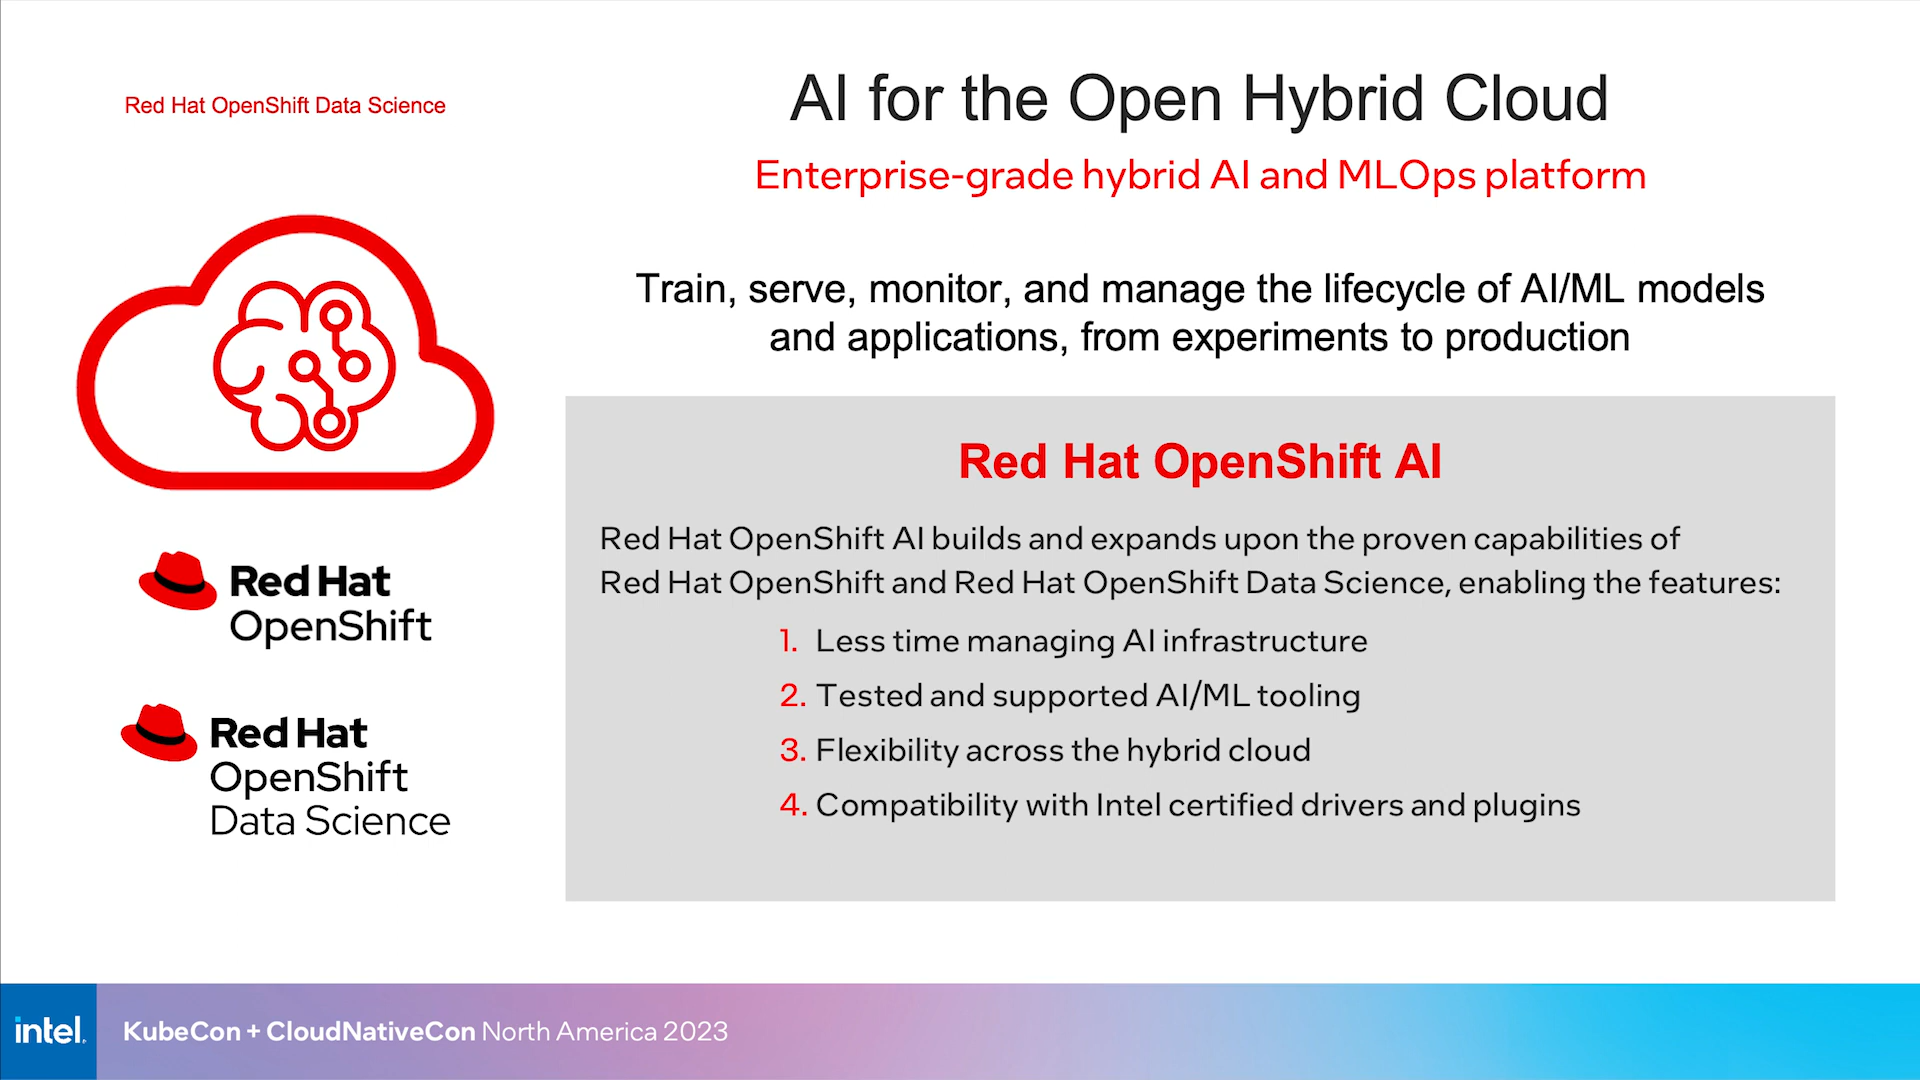 Red Hat OpenShift Data Science
AI for the Open Hybrid Cloud
Enterprise-grade hybrid AI and MLOps platform
Train, serve, monitor, and manage the lifecycle of AI/ML models
and applications, from experiments to production
Red Hat
OpenShift
Red Hat
OpenShift
Data Science
Red Hat OpenShift AI
Red Hat OpenShift AI builds and expands upon the proven capabilities of
Red Hat OpenShift and Red Hat OpenShift Data Science, enabling the features:
1. Less time managing AI infrastructure
2. Tested and supported AI/ML tooling
3. Flexibility across the hybrid cloud
4. Compatibility with Intel certified drivers and plugins
intel.
KubeCon + CloudNativeCon North America 2023